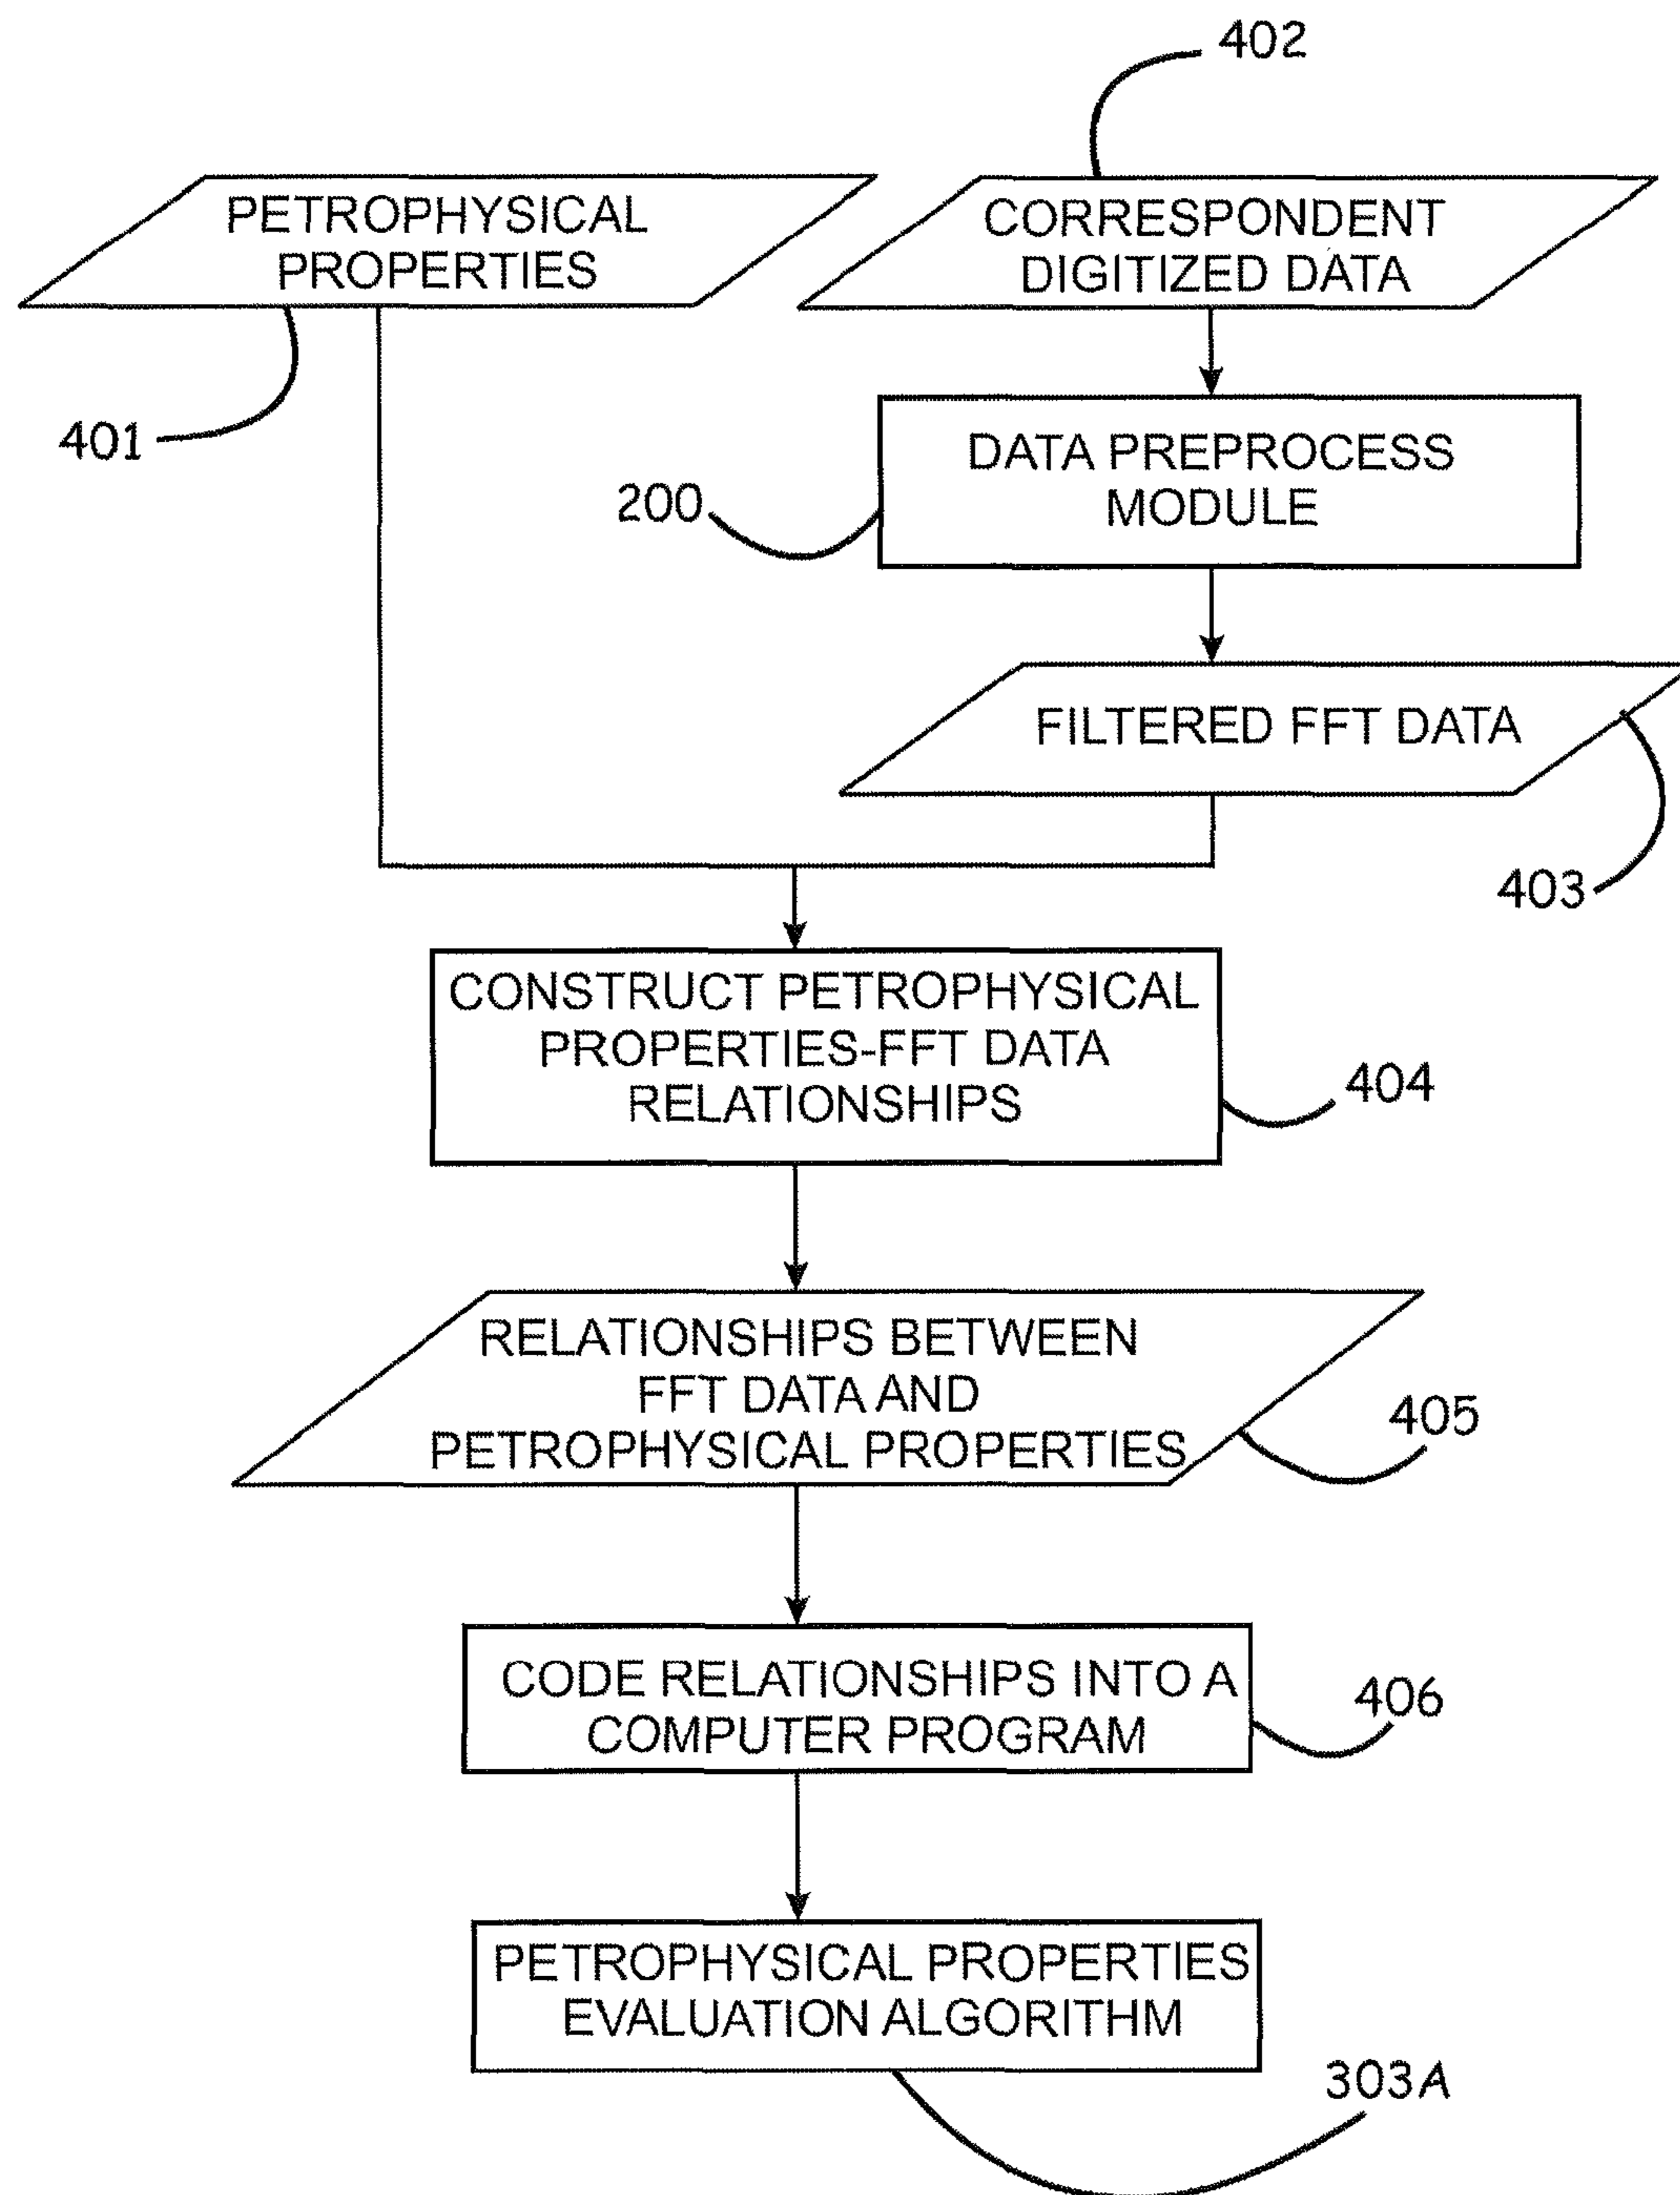 402
PETROPHYSICAL
PROPERTIES
CORRESPONDENT
DIGITIZED DATA
401
DATA PREPROCESS
MODULE
200
FILTERED FFT DATA
403
CONSTRUCT PETROPHYSICAL
PROPERTIES-FFT DATA
RELATIONSHIPS
404
RELATIONSHIPS BETWEEN
FFT DATA AND
PETROPHYSICAL PROPERTIES
405
CODE RELATIONSHIPS INTO A
COMPUTER PROGRAM
406
PETROPHYSICAL PROPERTIES
EVALUATION ALGORITHM
303A